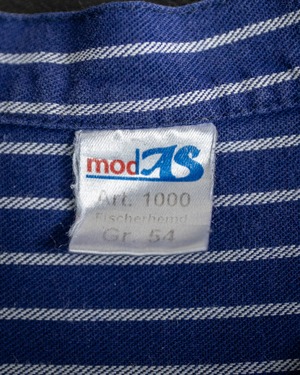 modAS
Art. 1000
Fischerhemd
Gr. 54